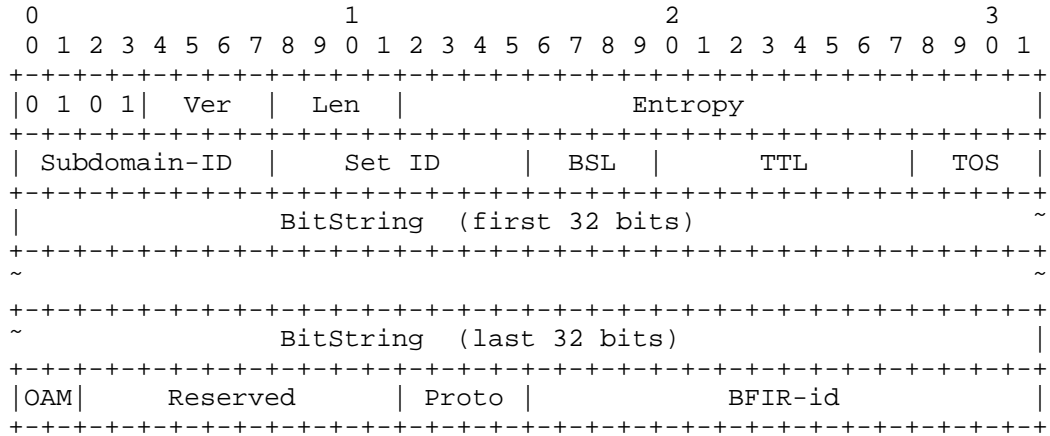 0                   1                   2                   3
 0 1 2 3 4 5 6 7 8 9 0 1 2 3 4 5 6 7 8 9 0 1 2 3 4 5 6 7 8 9 0 1
+-+-+-+-+-+-+-+-+-+-+-+-+-+-+-+-+-+-+-+-+-+-+-+-+-+-+-+-+-+-+-+-+
|0 1 0 1|  Ver  |  Len  |              Entropy                  |
+-+-+-+-+-+-+-+-+-+-+-+-+-+-+-+-+-+-+-+-+-+-+-+-+-+-+-+-+-+-+-+-+
| Subdomain-ID  |    Set ID     |  BSL  |      TTL      |  TOS  |
+-+-+-+-+-+-+-+-+-+-+-+-+-+-+-+-+-+-+-+-+-+-+-+-+-+-+-+-+-+-+-+-+
|                BitString  (first 32 bits)                     ~
+-+-+-+-+-+-+-+-+-+-+-+-+-+-+-+-+-+-+-+-+-+-+-+-+-+-+-+-+-+-+-+-+
~                                                               ~
+-+-+-+-+-+-+-+-+-+-+-+-+-+-+-+-+-+-+-+-+-+-+-+-+-+-+-+-+-+-+-+-+
~                BitString  (last 32 bits)                      |
+-+-+-+-+-+-+-+-+-+-+-+-+-+-+-+-+-+-+-+-+-+-+-+-+-+-+-+-+-+-+-+-+
|OAM|     Reserved      | Proto |            BFIR-id            |
+-+-+-+-+-+-+-+-+-+-+-+-+-+-+-+-+-+-+-+-+-+-+-+-+-+-+-+-+-+-+-+-+